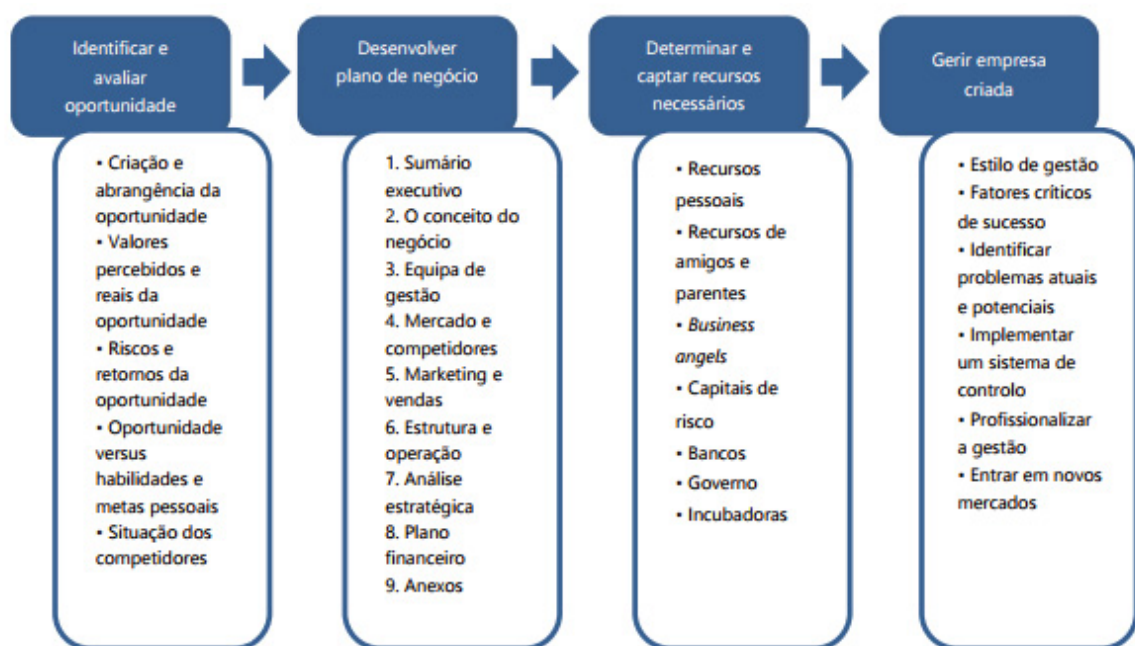 Identificar e
avaliar
oportunidade
• Criação e
abrangência da
oportunidade
• Valores
percebidos e
reais da
oportunidade
• Riscos e
retornos da
oportunidade
• Oportunidade
versus
habilidades e
metas pessoais
• Situação dos
competidores
Desenvolver
plano de negócio
1. Sumário
executivo
2. O conceito do
negócio
3. Equipa de
gestão
4. Mercado e
competidores
5. Marketing e
vendas
6. Estrutura e
operação
7. Análise
estratégica
8. Plano
financeiro
9. Anexos
Determinar e
captar recursos
necessários
• Recursos
pessoais
• Recursos de
amigos e
parentes
• Business
angels
• Capitais de
risco
• Bancos
• Governo
• Incubadoras
Gerir empresa
criada
• Estilo de gestão
• Fatores críticos
de sucesso
• Identificar
problemas atuais
e potenciais
• Implementar
um sistema de
controlo
• Profissionalizar
a gestão
• Entrar em novos
mercados